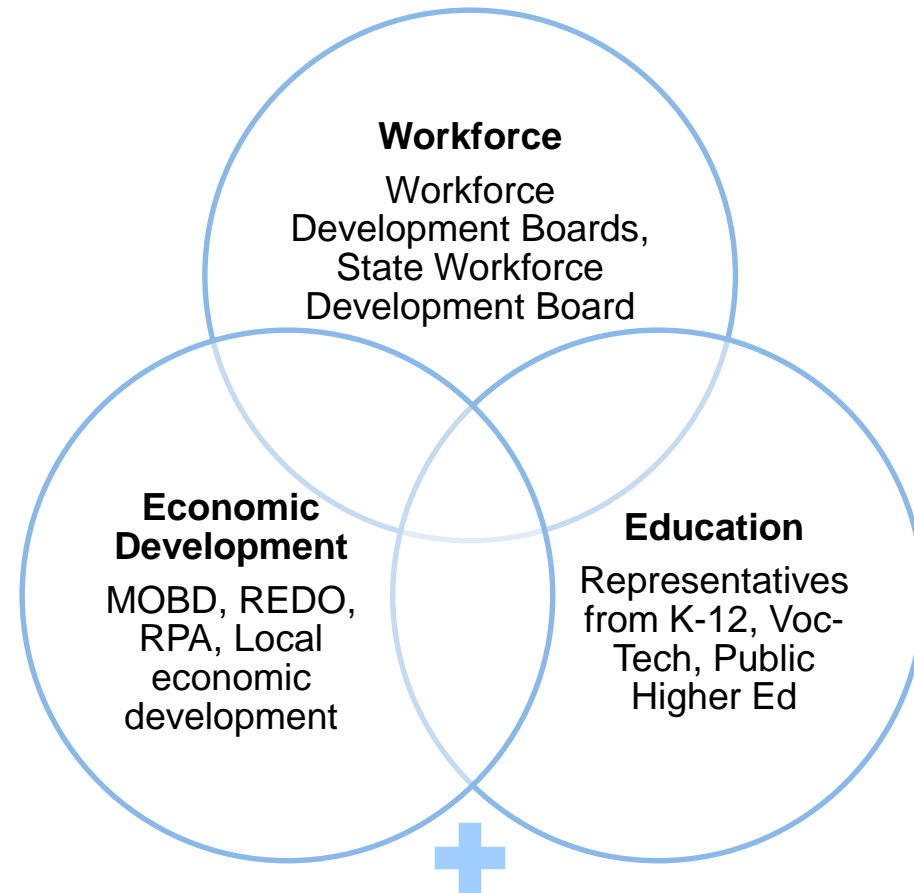 Workforce
Workforce
Development Boards,
State Workforce
Development Board
Economic
Development
MOBD, REDO,
RPA, Local
economic
development
Education
Representatives
from K-12, Voc-
Tech, Public
Higher Ed